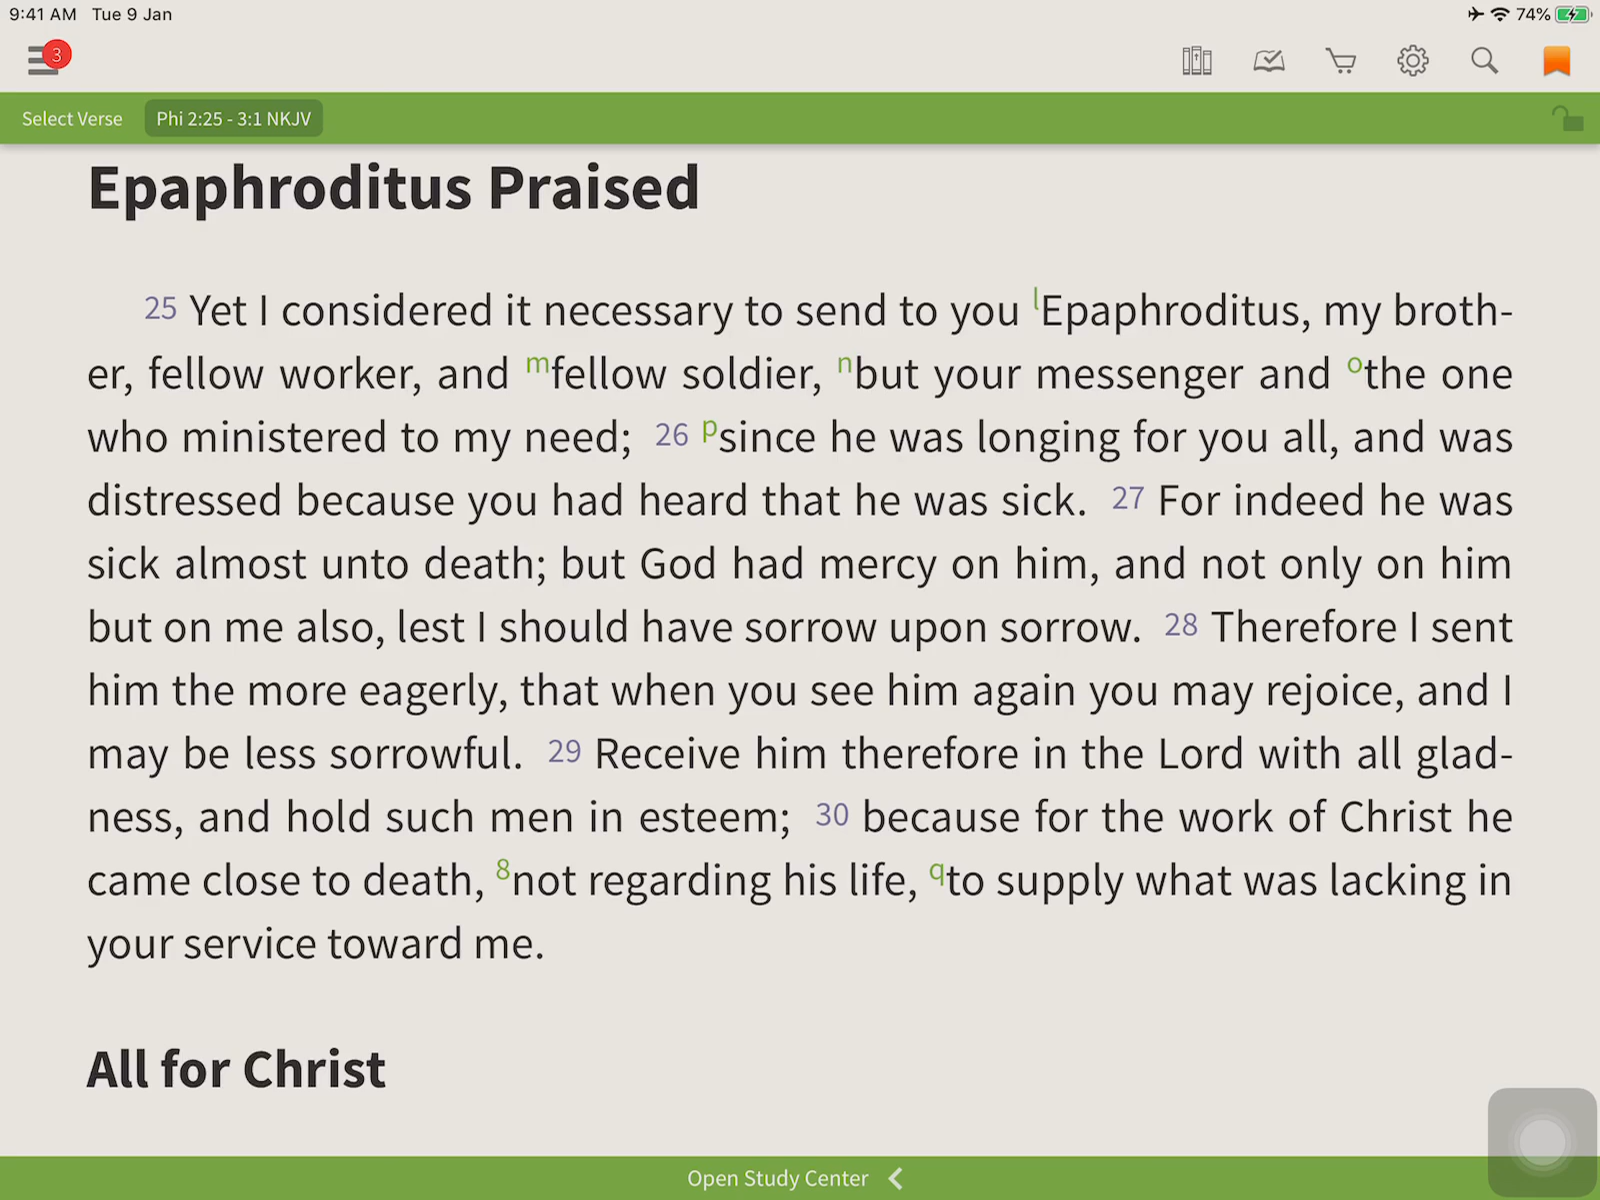 9:41 AM Tue 9 Jan
74%
3
Select Verse Phi 2:25 - 3:1 NKJV
Epaphroditus Praised
25 Yet I considered it necessary to send to you lEpaphroditus, my broth-
er, fellow worker, and mfellow soldier, nbut your messenger and othe one
who ministered to my need; 26 psince he was longing for you all, and was
distressed because you had heard that he was sick. 27 For indeed he was
sick almost unto death; but God had mercy on him, and not only on him
but on me also, lest I should have sorrow upon sorrow. 28 Therefore I sent
him the more eagerly, that when you see him again you may rejoice, and I
may be less sorrowful. 29 Receive him therefore in the Lord with all glad-
ness, and hold such men in esteem; 30 because for the work of Christ he
came close to death, 8not regarding his life, qto supply what was lacking in
your service toward me.
All for Christ
Open Study Center